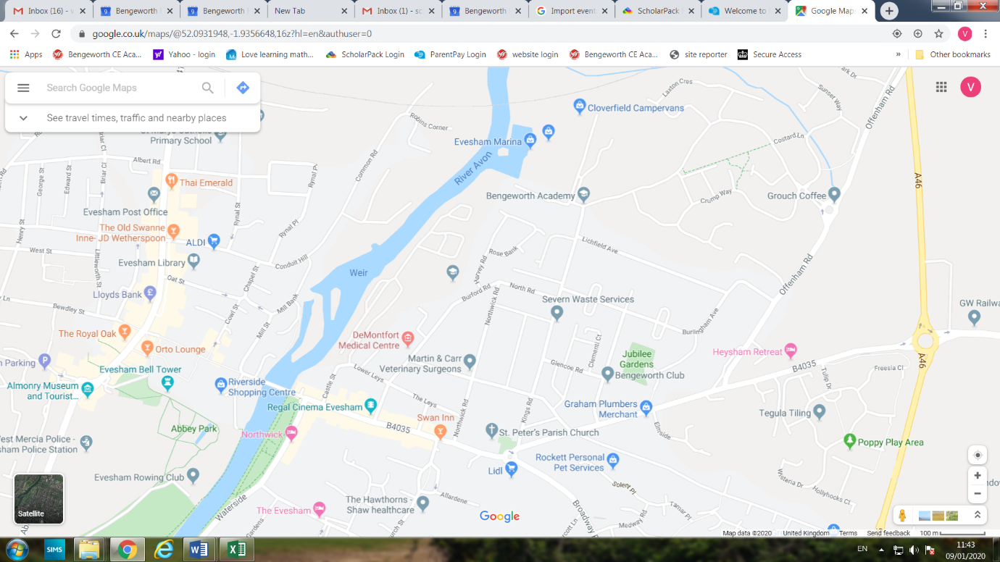 Inbox (16) - v
Bengeworth
Bengeworth
New Tab
Inbox (1) - sc
Bengeworth
Import event
ScholarPack
Welcome to
Google Maps
google.co.uk/maps/@52.0931948,-1.9356648,16z?hl=en&authuser=0
V
Apps
Bengeworth CE Aca...
Yahoo - login
Love learning math...
ScholarPack Login
ParentPay Login
website login
Bengeworth CE Aca...
site reporter
Secure Access
»
Other bookmarks
Search Google Maps
See travel times, traffic and nearby places
V
Primary School
Albert Rd
Briar Cl
Briar Cl
George St
Edward St
Thai Emerald
Evesham Post Office
Rynal St
Rynal Pl
Rynal Pl
Common Rd
Robins Corner
River Avon
Evesham Marina
Cloverfield Campervans
Laxton Cres
Sunset Way
Park Dr
Offenham Rd
Costard Ln
Crump Way
Grouch Coffee
A46
Bengeworth Academy
The Old Swanne
Inne- JD Wetherspoon
ALDI
Henry St
West St
Littleworth St
Evesham Library
Oat St
Chapel St
Conduit Hill
Weir
Harvey Rd
Rose Bank
Lichfield Ave
Offenham Rd
Lloyds Bank
Bewdley St
Cowl St
Mill St
Mill Bank
Burford Rd
North Rd
Northwick Rd
Severn Waste Services
Burlingham Ave
GW Railw
The Royal Oak
Orto Lounge
DeMontfort
Medical Centre
Heysham Retreat
B4035
A46
Parking
Evesham Bell Tower
Almonry Museum
and Tourist...
Riverside
Shopping Centre
Martin & Carr
Veterinary Surgeons
Glencoe Rd
Clementi Ct
Jubilee
Gardens
Bengeworth Club
Tulip Dr
Freesia Cl
Castle St
Lower Leys
The Leys
Northwick Rd
Kings Rd
Regal Cinema Evesham
Graham Plumbers
Merchant
Tegula Tiling
Swan Inn
B4035
Abbey Park
Northwick
St. Peter's Parish Church
Elmside
Poppy Play Area
West Mercia Police -
sham Police Station
Evesham Rowing Club
Lidl
Rockett Personal
Pet Services
Solent Pl
Wisteria Dr
Hollyhocks Cl
Waterside
The Evesham
The Hawthorns -
Shaw healthcare
Allardene
Broadway
Medway Rd
Tamar Pl
Satellite
Google
Map data ©2020
United Kingdom
Terms
Send feedback
100 m
SIMS
EN
11:43
09/01/2020